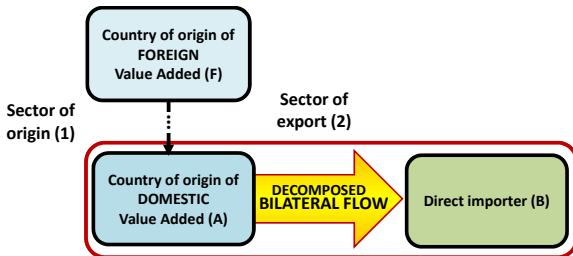 Country of origin of
FOREIGN
Value Added (F)
Sector of
origin (1)
Sector of
export (2)
Country of origin of
DOMESTIC
Value Added (A)
DECOMPOSED
BILATERAL FLOW
Direct importer (B)